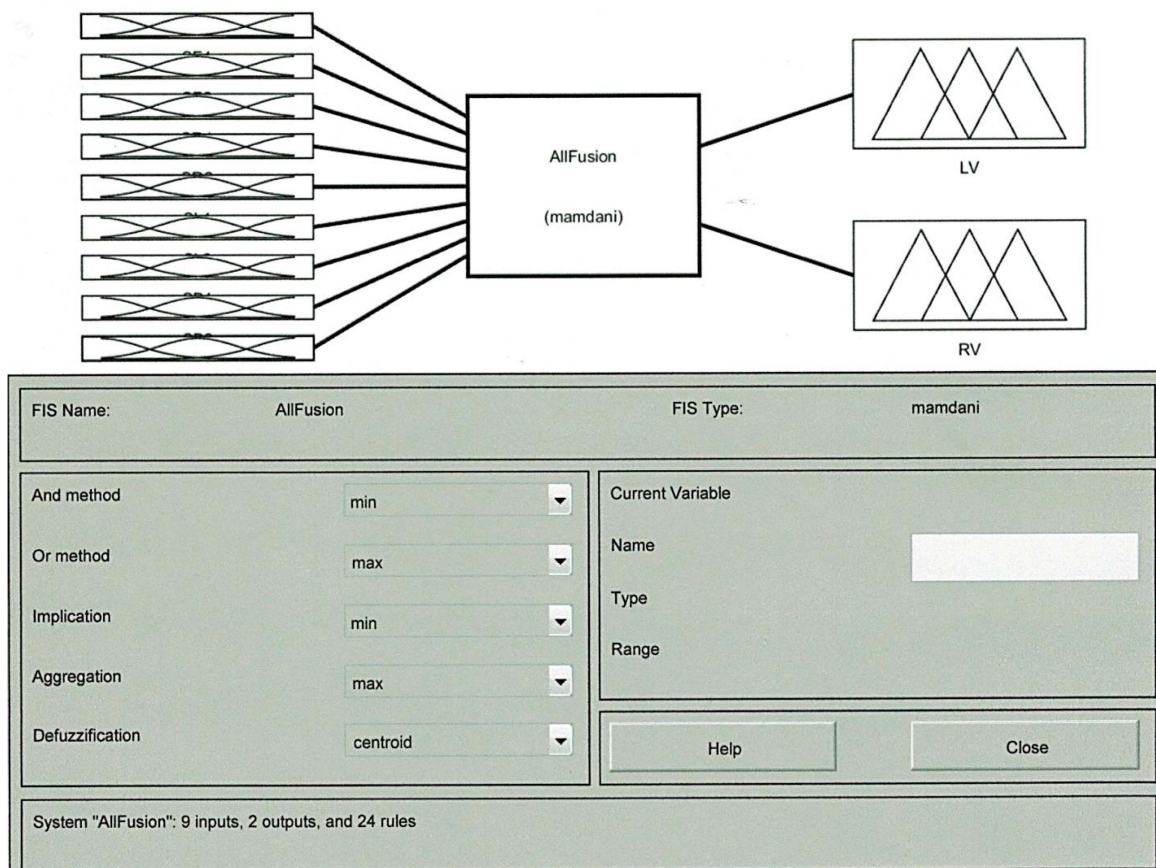 AllFusion
(mamdani)
LV
RV
FIS Name: AllFusion FIS Type: mamdani
And method min
Or method max
Implication min
Aggregation max
Defuzzification centroid
Current Variable
Name
Type
Range
Help Close
System "AllFusion": 9 inputs, 2 outputs, and 24 rules